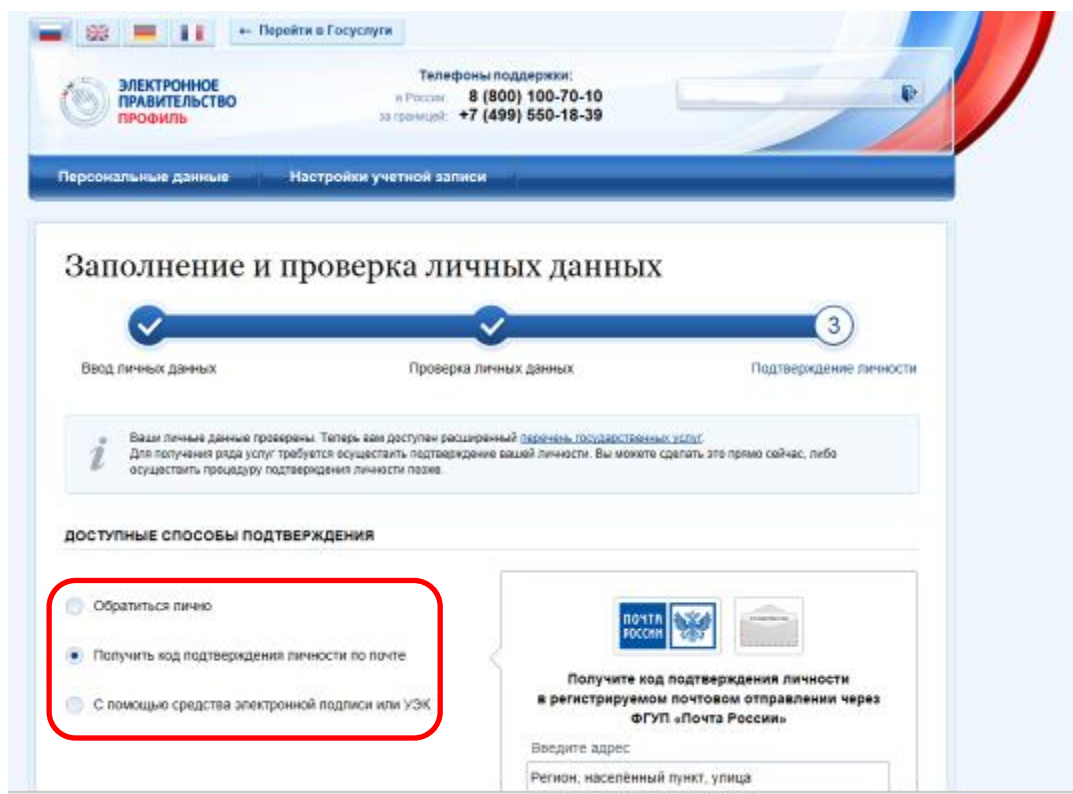 ← Перейти в Госуслуги
ЭЛЕКТРОННОЕ
ПРАВИТЕЛЬСТВО
ПРОФИЛЬ
Телефоны поддержки:
в России: 8 (800) 100-70-10
за границей: +7 (499) 550-18-39
Персональные данные
Настройки учетной записи
Заполнение и проверка личных данных
3
Ввод личных данных
Проверка личных данных
Подтверждение личности
Ваши личные данные проверены. Теперь вам доступен расширенный перечень государственных услуг.
Для получения ряда услуг требуется осуществить подтверждение вашей личности. Вы можете сделать это прямо сейчас, либо
осуществить процедуру подтверждения личности позже.
ДОСТУПНЫЕ СПОСОБЫ ПОДТВЕРЖДЕНИЯ
Обратиться лично
Получить код подтверждения личности по почте
С помощью средства электронной подписи или УЭК
ПОЧТА
РОССИИ
Получите код подтверждения личности
в регистрируемом почтовом отправлении через
ФГУП «Почта России»
Введите адрес
Регион, населённый пункт, улица